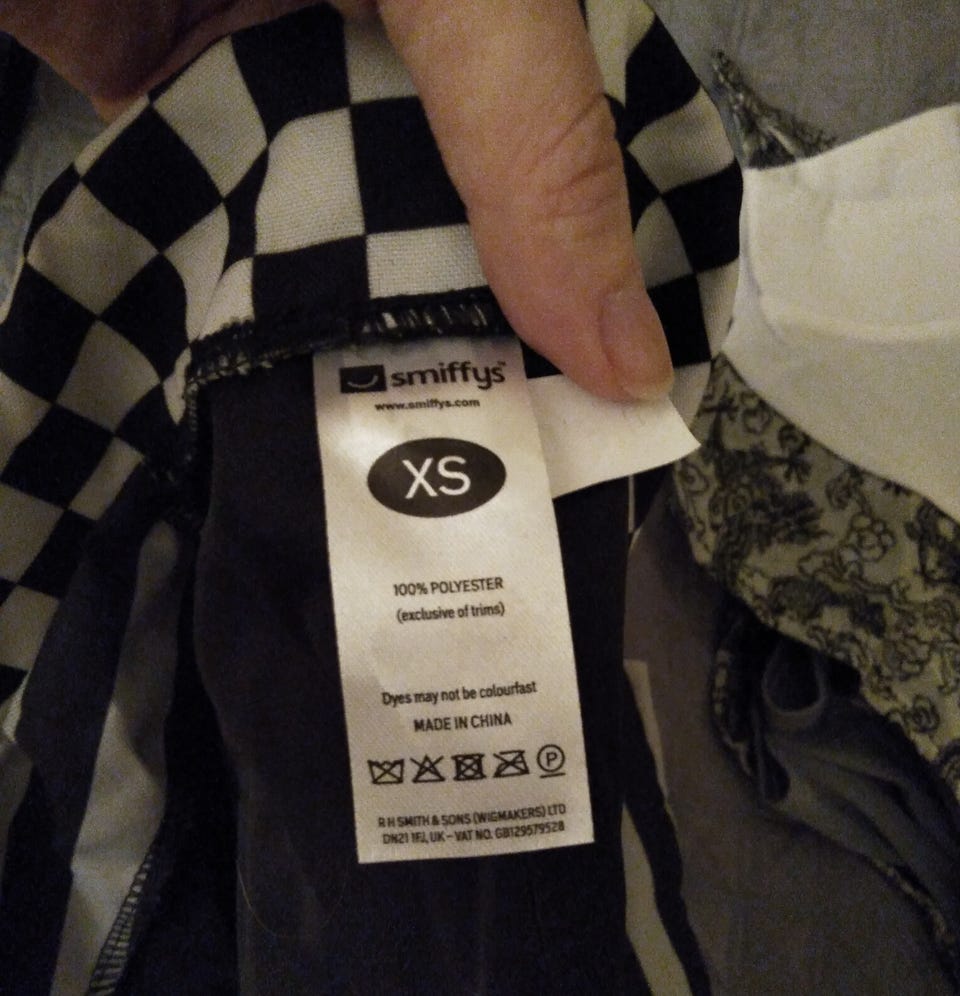 smiffys™
www.smiffys.com
XS
100% POLYESTER
(exclusive of trims)
Dyes may not be colourfast
MADE IN CHINA
P
R H SMITH & SONS (WIGMAKERS) LTD
DN21 1FJ, UK – VAT NO. GB129579528